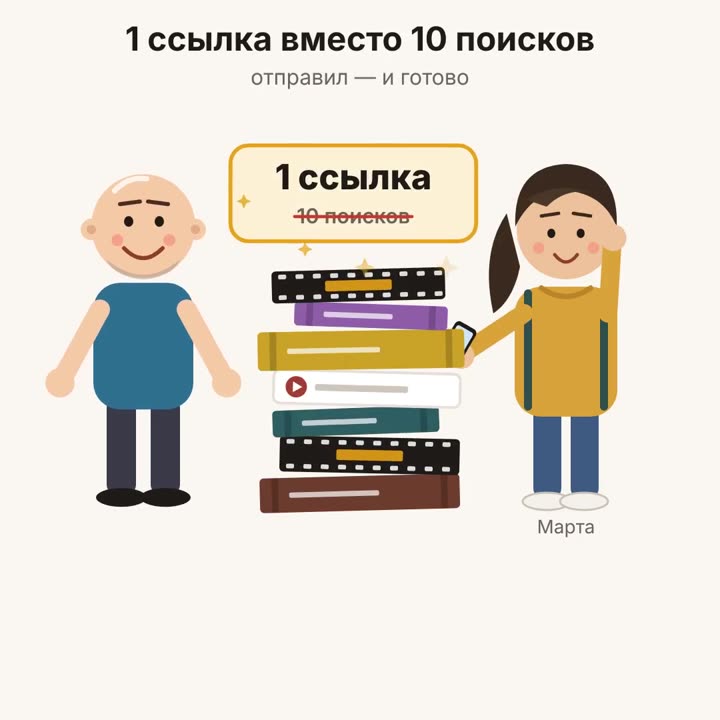 1 ссылка вместо 10 поисков
отправил — и готово
1 ссылка
10 поисков
Марта